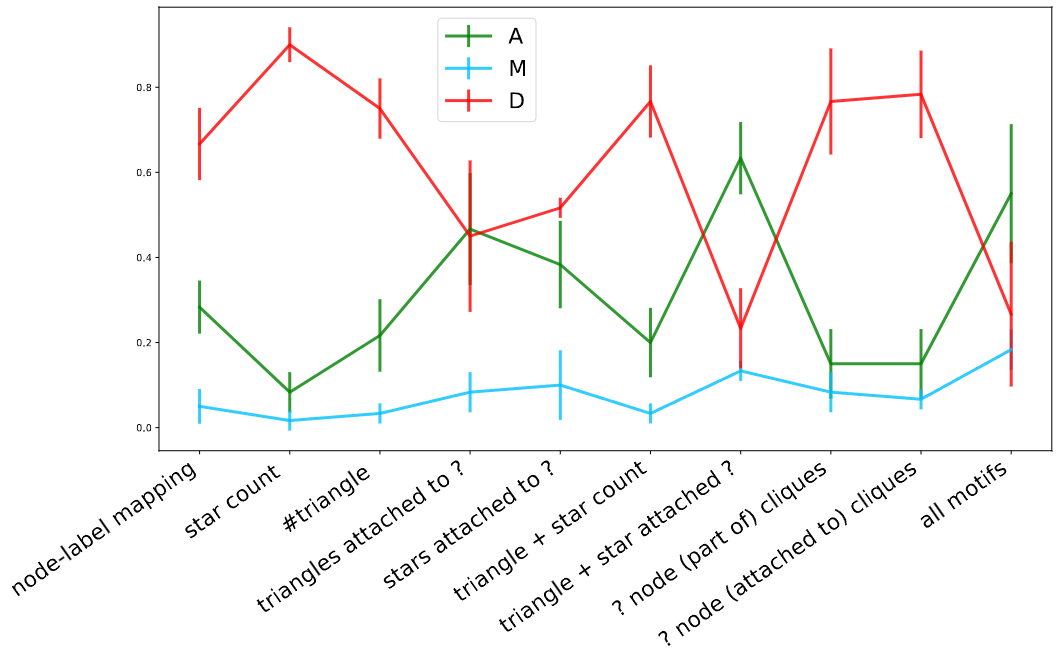 A
M
D
0.8
0.6
0.4
0.2
0.0
node-label mapping
star count
#triangle
triangles attached to ?
stars attached to ?
triangle + star count
triangle + star attached ?
? node (part of) cliques
? node (attached to) cliques
all motifs